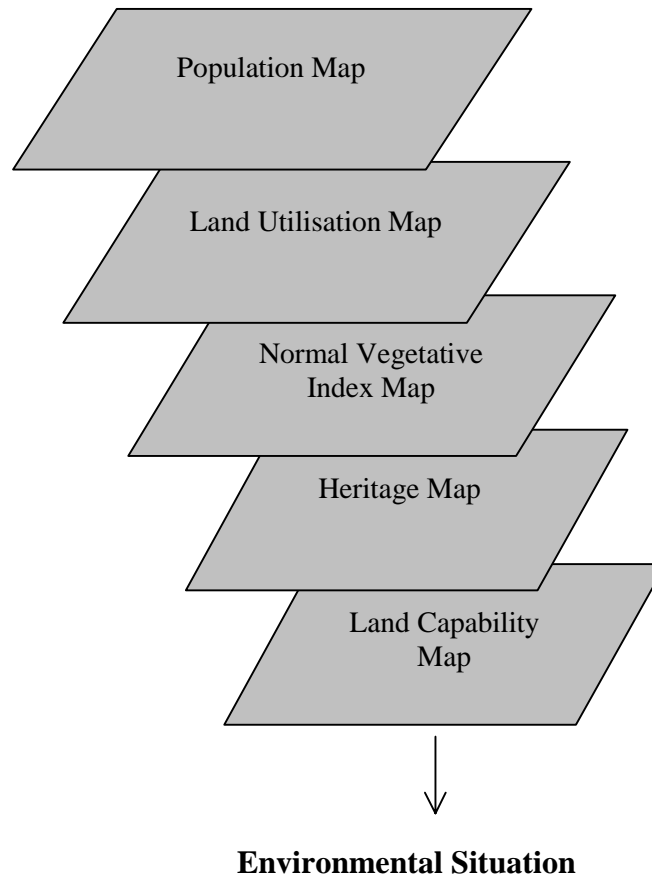 Population Map
Land Utilisation Map
Normal Vegetative
Index Map
Heritage Map
Land Capability
Map
Environmental Situation